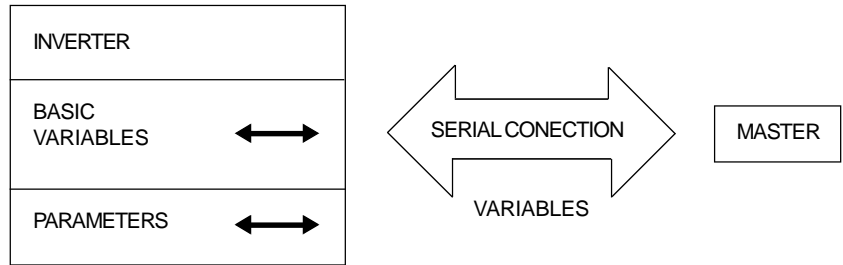 INVERTER
BASIC
VARIABLES
PARAMETERS
SERIAL CONECTION
VARIABLES
MASTER